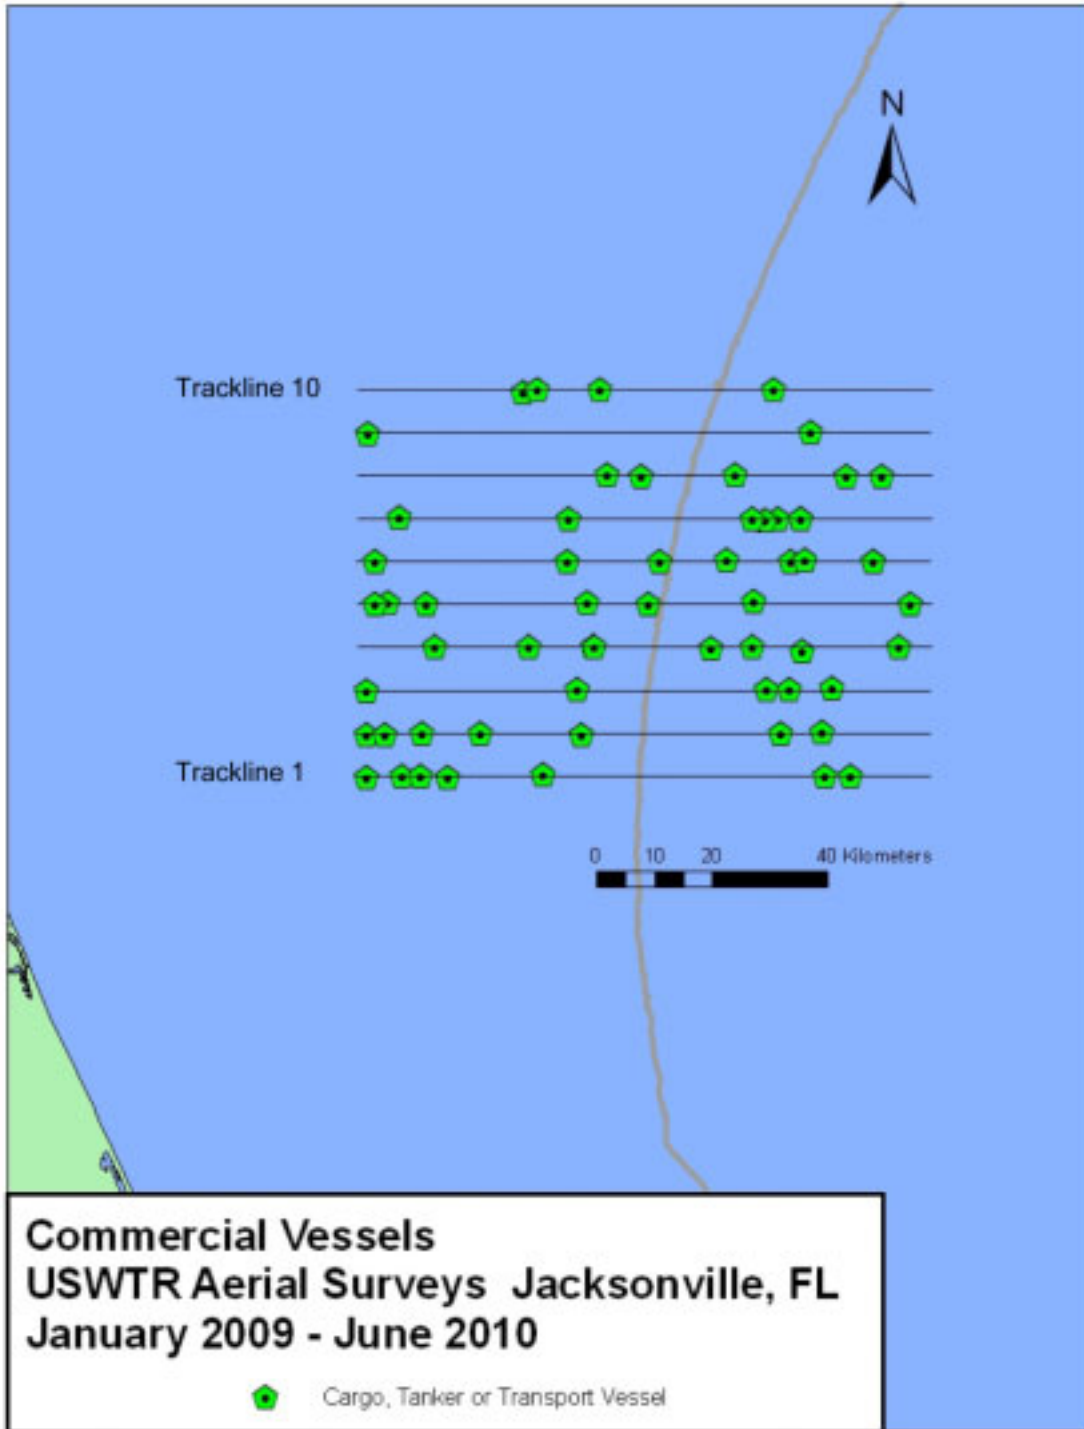 N
Trackline 10
Trackline 1
0 10 20 40 Kilometers
Commercial Vessels
USWTR Aerial Surveys Jacksonville, FL
January 2009 - June 2010
Cargo, Tanker or Transport Vessel